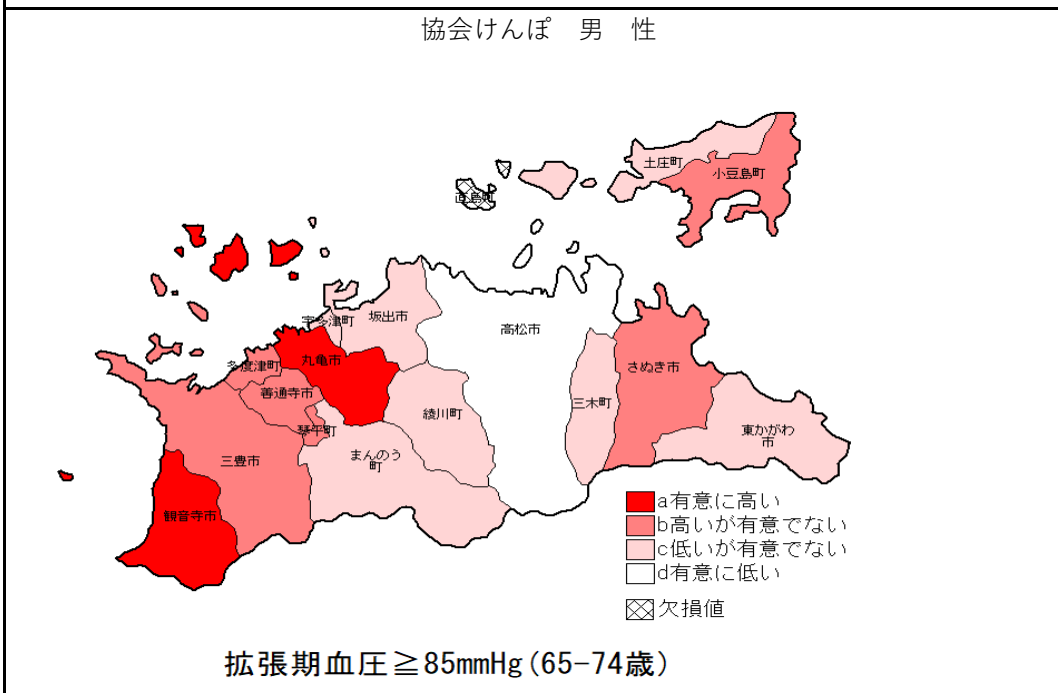 協会けんぽ 男 性
土庄町
小豆島町
直島町
宇多津町
坂出市
高松市
多度津町
丸亀市
さぬき市
善通寺市
三木町
綾川町
琴平町
東かがわ
市
三豊市
まんのう
町
観音寺市
a有意に高い
b高いが有意でない
c低いが有意でない
d有意に低い
欠損値
拡張期血圧≧85mmHg(65-74歳)